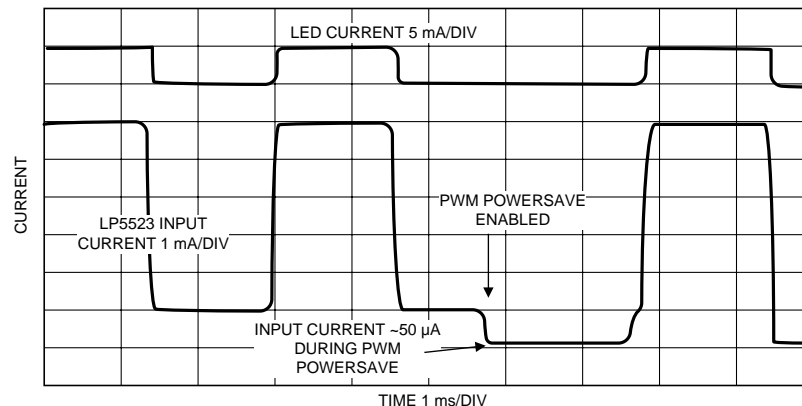 LED CURRENT 5 mA/DIV
CURRENT
LP5523 INPUT
CURRENT 1 mA/DIV
PWM POWERSAVE
ENABLED
INPUT CURRENT ~50 µA
DURING PWM
POWERSAVE
TIME 1 ms/DIV